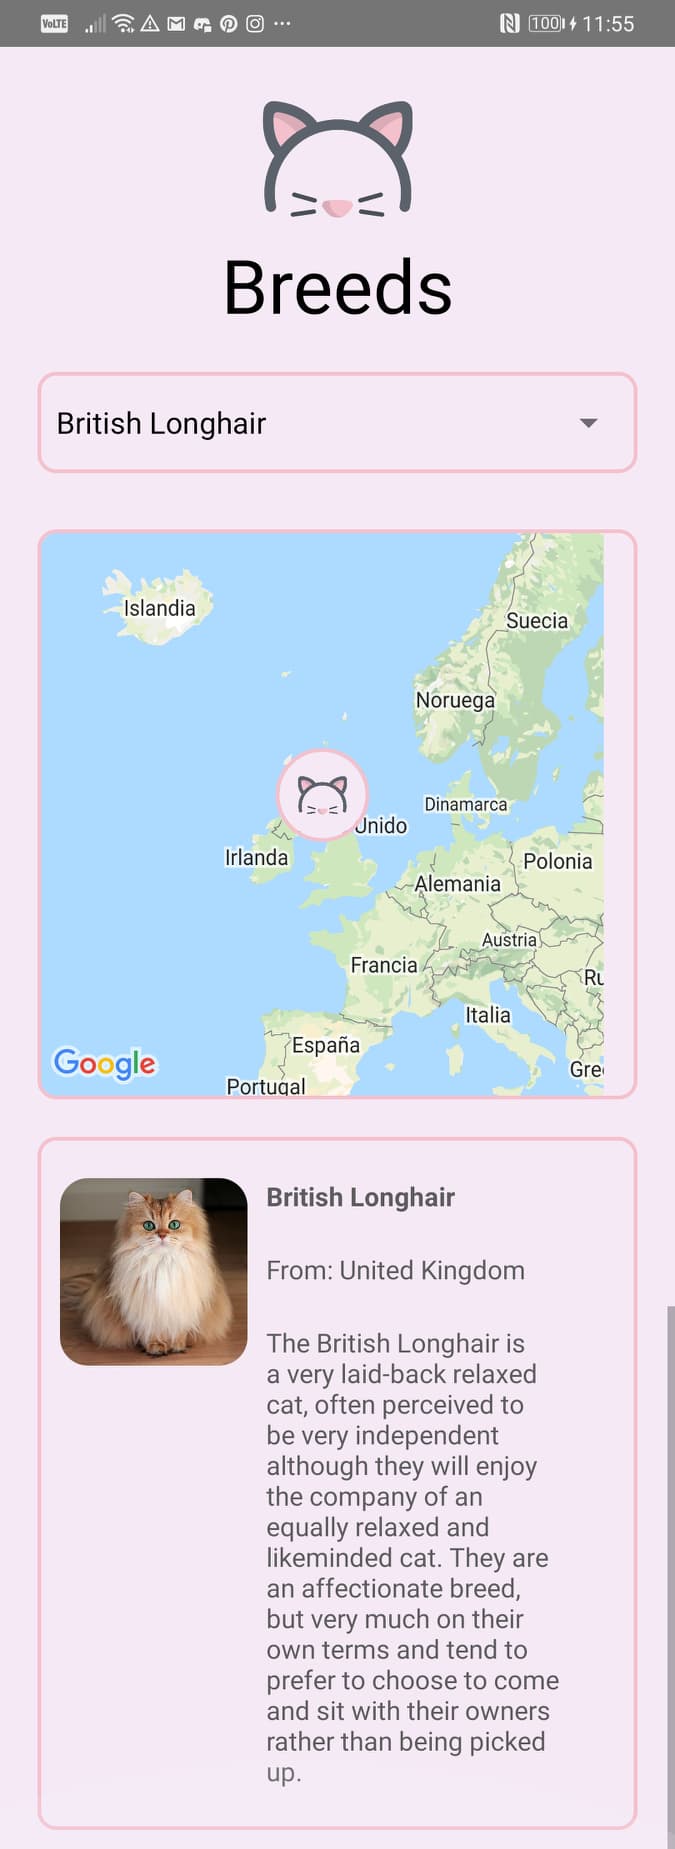 VoLTE 100 11:55
Breeds
British Longhair
Islandia
Suecia
Noruega
Dinamarca
Unido
Irlanda
Polonia
Alemania
Austria
Francia
Ru
Italia
España
Google
Gre
Portugal
British Longhair
From: United Kingdom
The British Longhair is
a very laid-back relaxed
cat, often perceived to
be very independent
although they will enjoy
the company of an
equally relaxed and
likeminded cat. They are
an affectionate breed,
but very much on their
own terms and tend to
prefer to choose to come
and sit with their owners
rather than being picked
up.